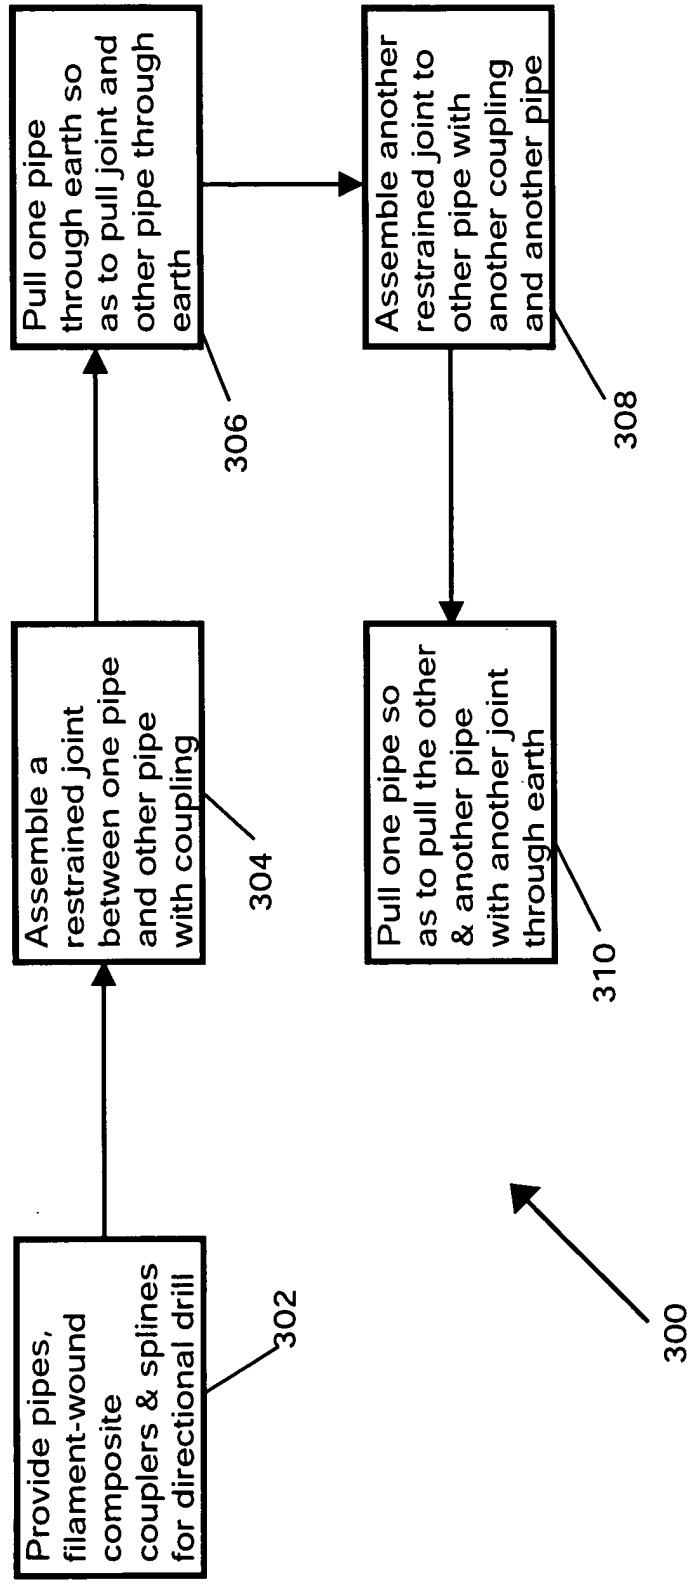 Provide pipes,
filament-wound
composite
couplers & splines
for directional drill
302
Assemble a
restrained joint
between one pipe
and other pipe
with coupling
304
Pull one pipe
through earth so
as to pull joint and
other pipe through
earth
306
Assemble another
restrained joint to
other pipe with
another coupling
and another pipe
308
Pull one pipe so
as to pull the other
& another pipe
with another joint
through earth
310
300